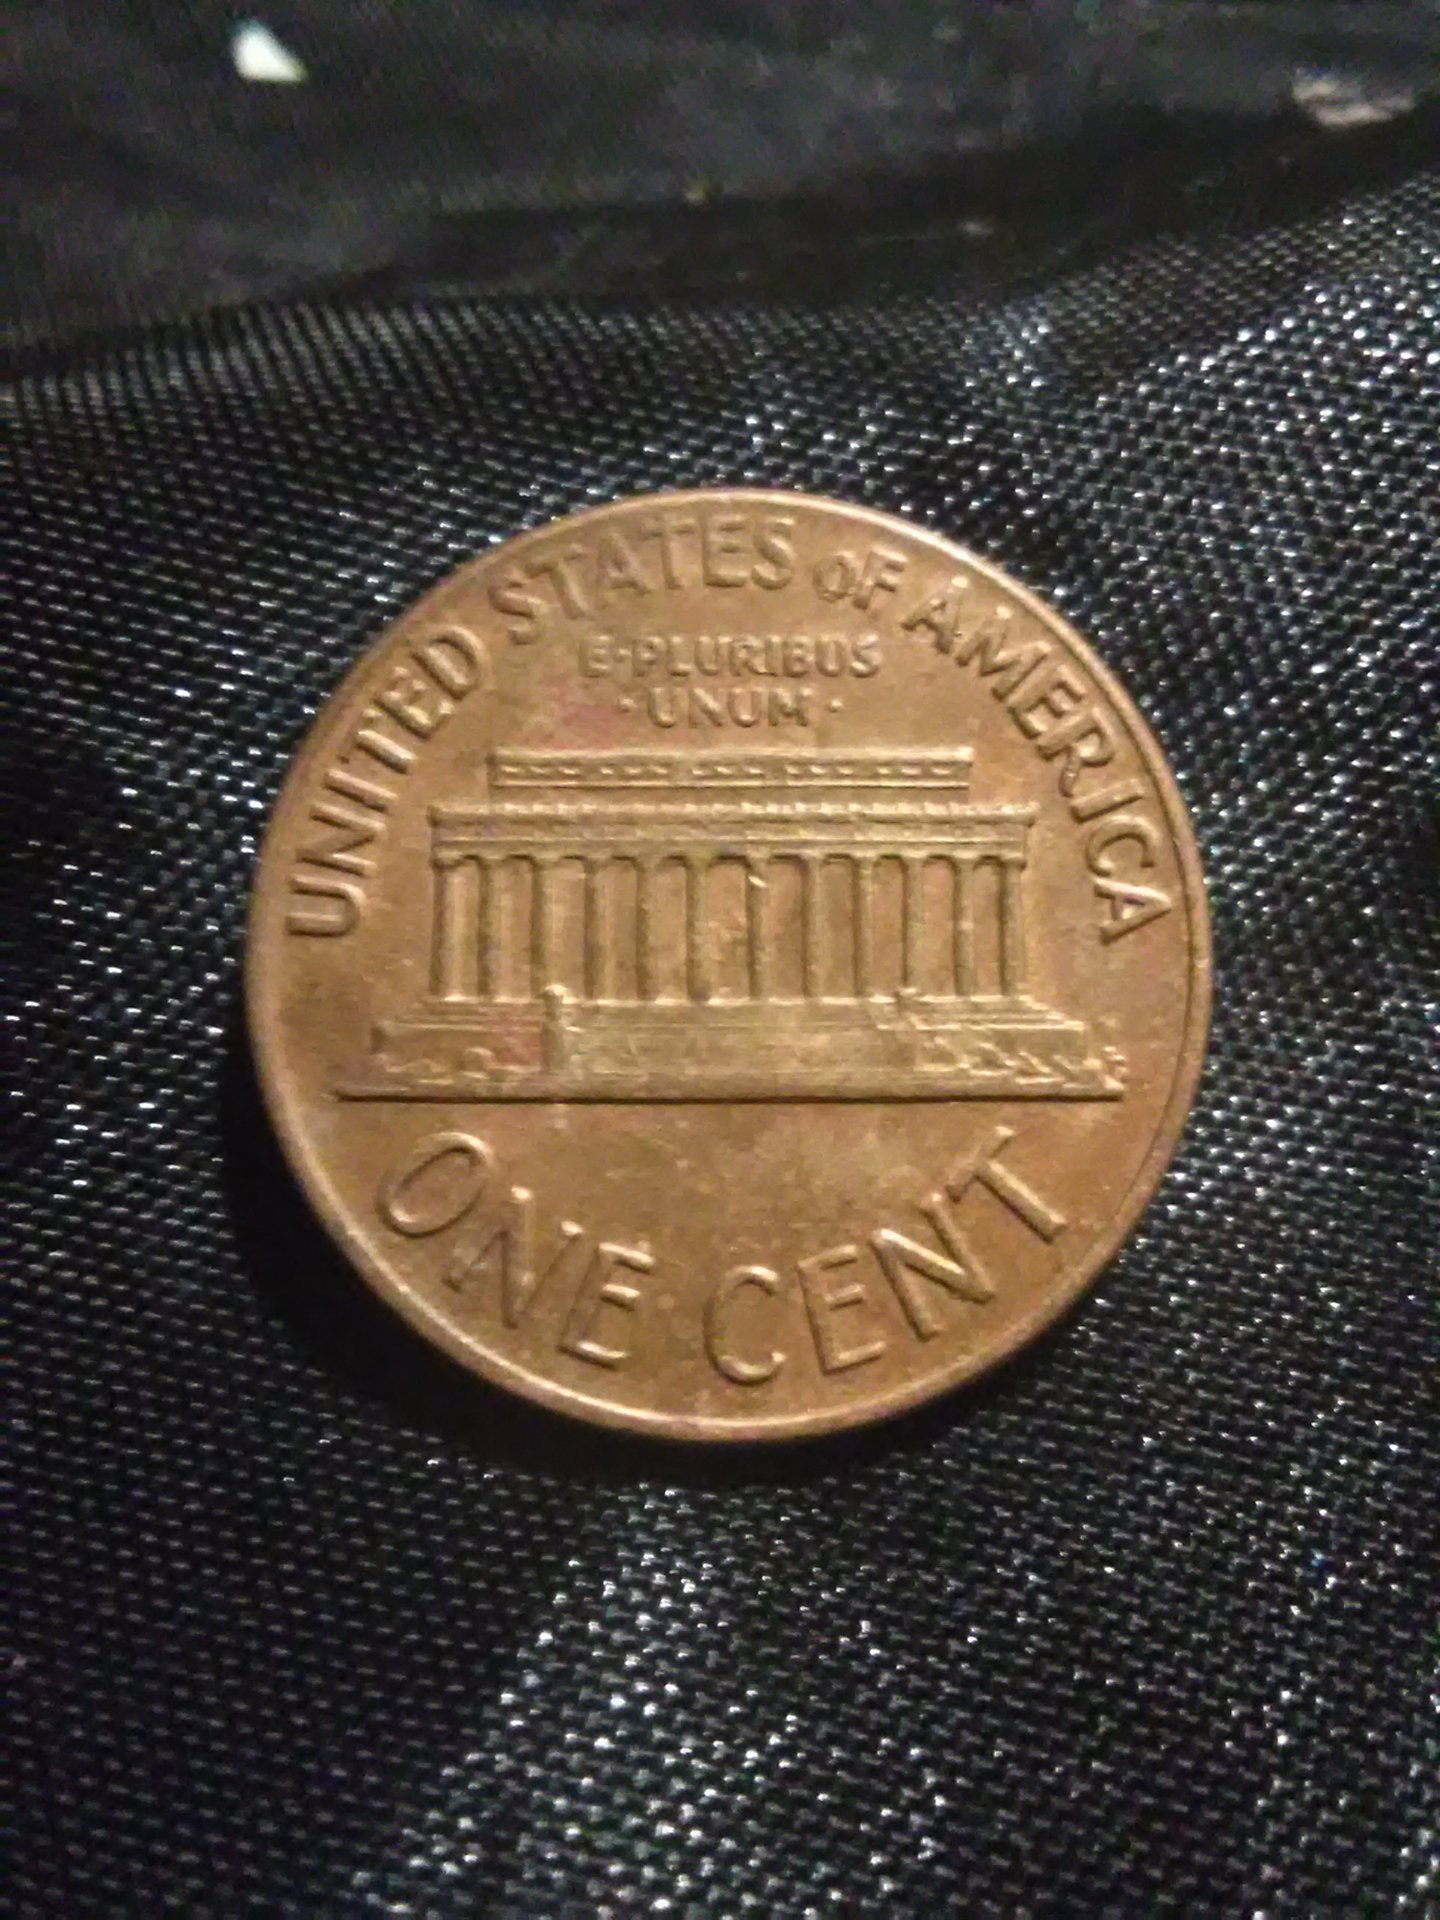 UNITED STATES OF AMERICA
E·PLURIBUS
·UNUM·
ONE CENT